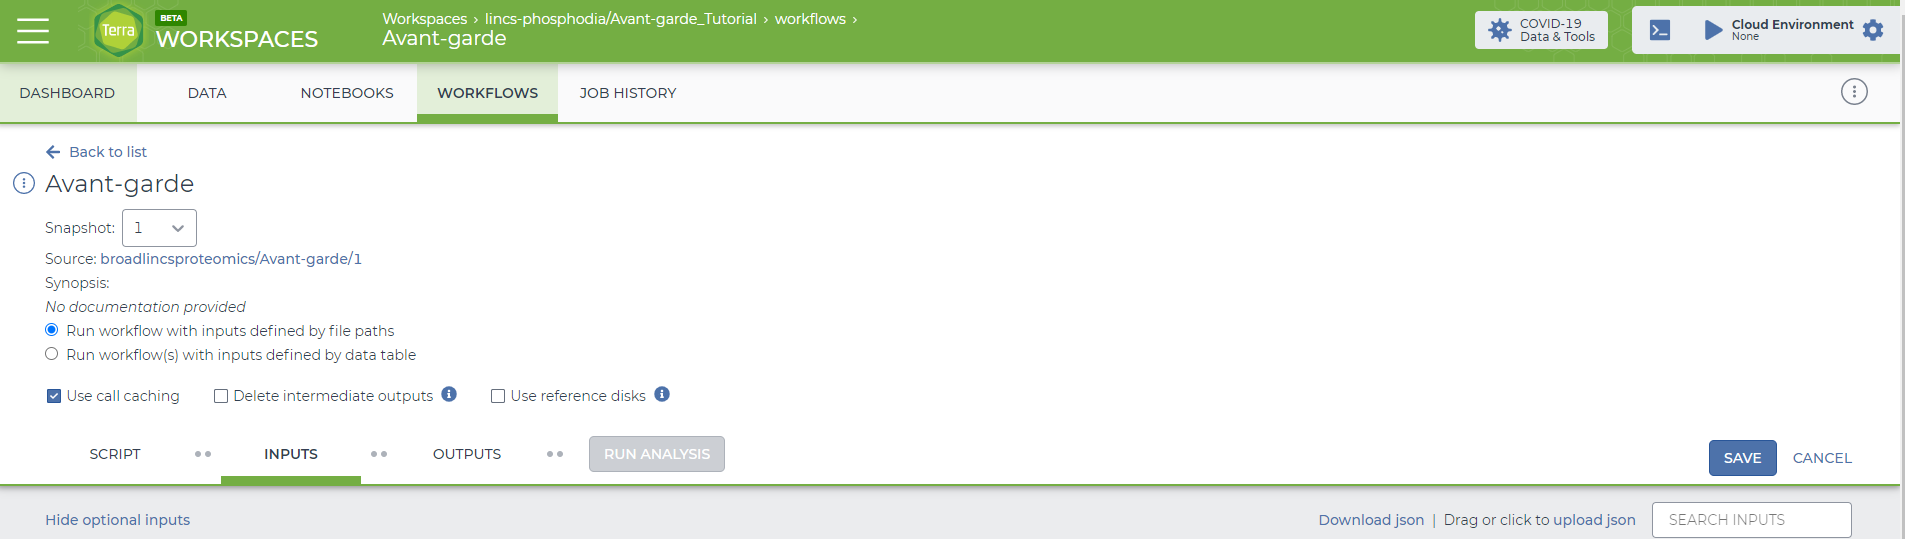 Terra
BETA
WORKSPACES
Workspaces › lincs-phosphodia/Avant-garde_Tutorial › workflows ›
Avant-garde
COVID-19
Data & Tools
Cloud Environment
None
DASHBOARD DATA NOTEBOOKS WORKFLOWS JOB HISTORY
Back to list
Avant-garde
Snapshot: 1
Source: broadlincsproteomics/Avant-garde/1
Synopsis:
No documentation provided
Run workflow with inputs defined by file paths
Run workflow(s) with inputs defined by data table
Use call caching Delete intermediate outputs Use reference disks
SCRIPT INPUTS OUTPUTS RUN ANALYSIS SAVE CANCEL
Hide optional inputs Download json | Drag or click to upload json SEARCH INPUTS